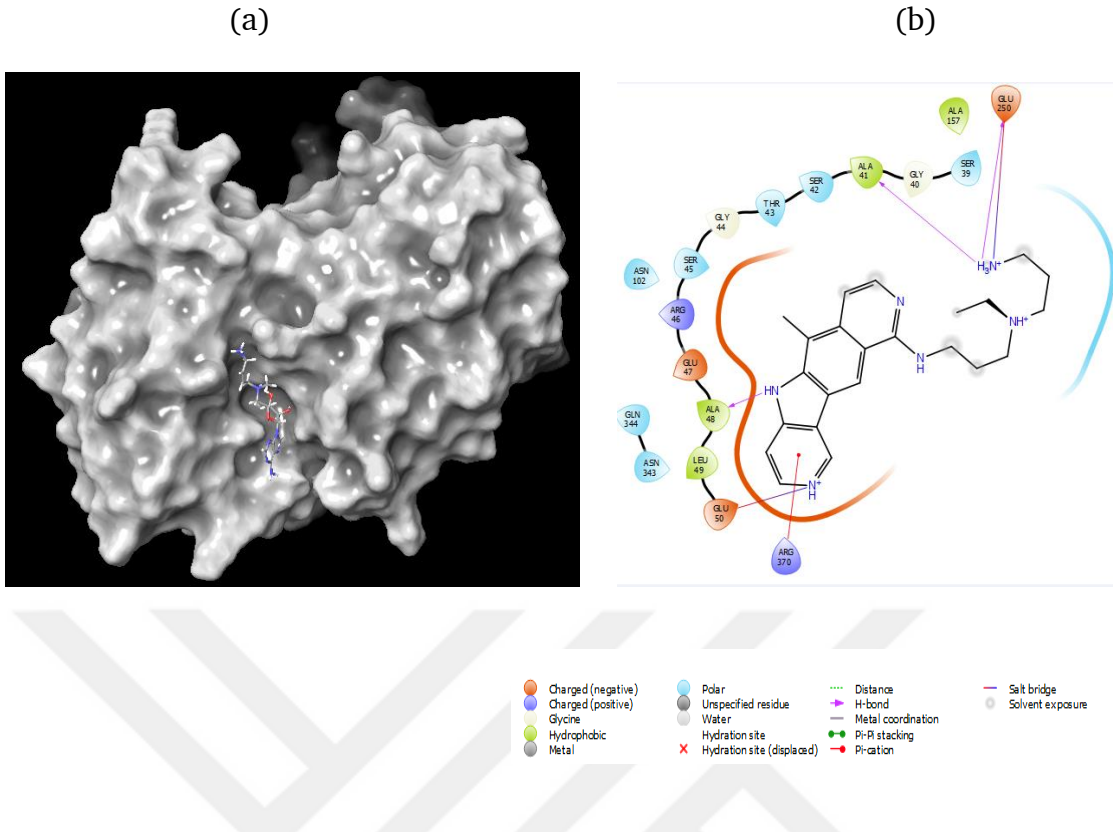 (a)
(b)
GLU
250
ALA
157
SER
39
GLY
40
ALA
41
SER
42
THR
43
GLY
44
SER
45
ASN
102
ARG
46
GLU
47
ALA
48
GLN
344
ASN
343
LEU
49
GLU
50
ARG
370
H₃N⁺
NH⁺
N
N
H
HN
N⁺
H
Charged (negative)
Charged (positive)
Glycine
Hydrophobic
Metal
Polar
Unspecified residue
Water
Hydration site
Hydration site (displaced)
Distance
H-bond
Metal coordination
Pi-Pi stacking
Pi-cation
Salt bridge
Solvent exposure